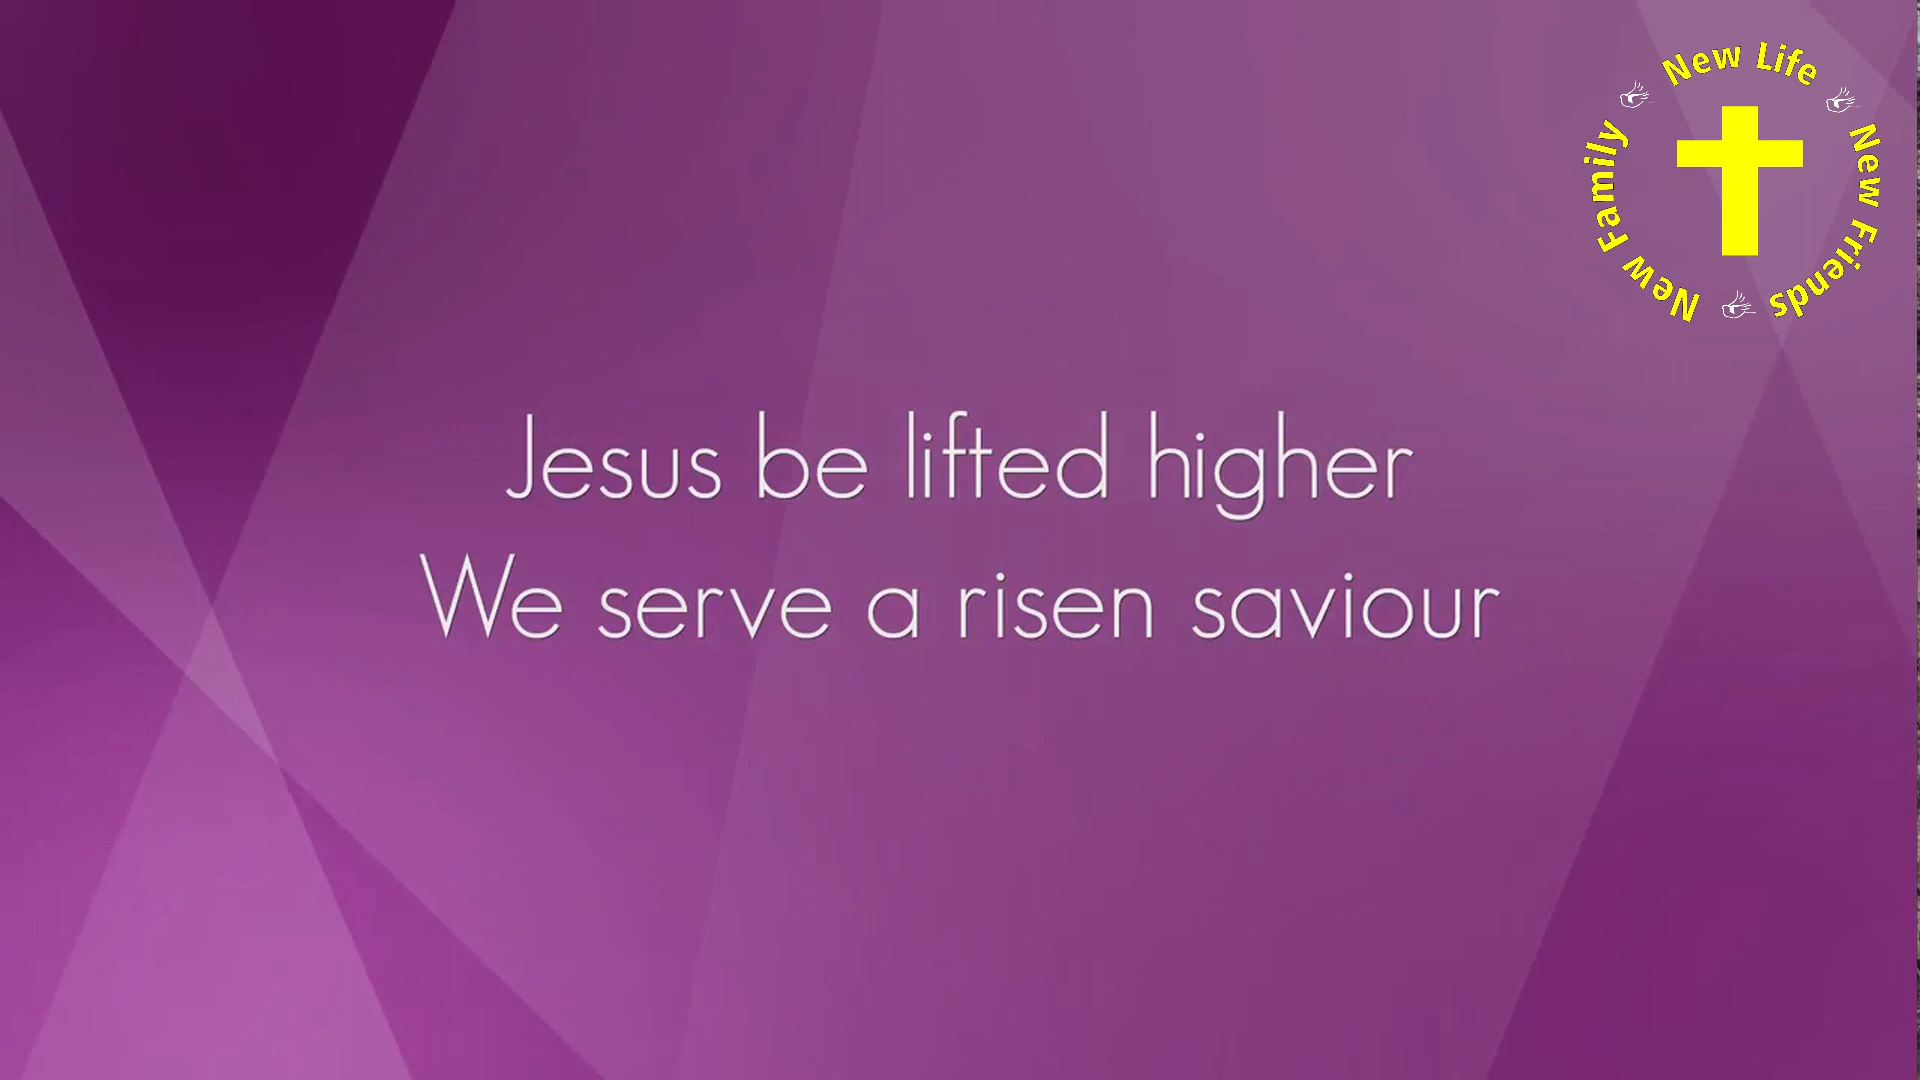 New Life
New Friends
New Family
Jesus be lifted higher
We serve a risen saviour